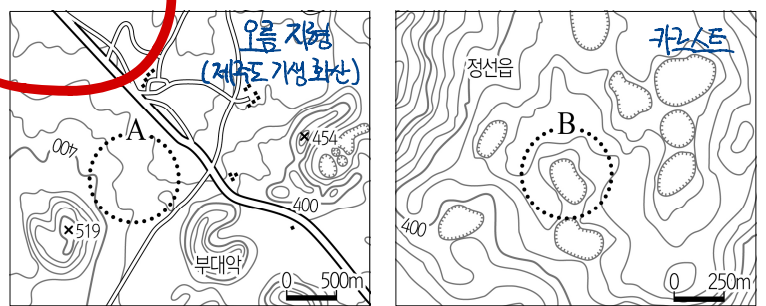 오름 지형
(제주도 기생 화산)
A
400
×454
×519
400
부대악
0 500m
카르스트
정선읍
B
400
0 250m